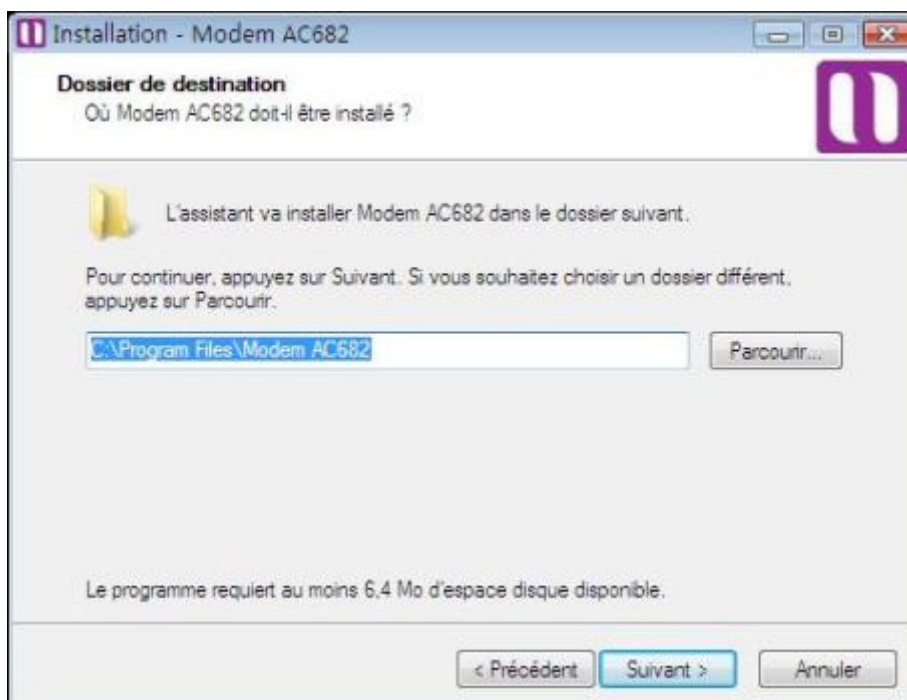 Installation - Modem AC682
Dossier de destination
Où Modem AC682 doit-il être installé ?
L'assistant va installer Modem AC682 dans le dossier suivant.
Pour continuer, appuyez sur Suivant. Si vous souhaitez choisir un dossier différent,
appuyez sur Parcourir.
C:\Program Files\Modem AC682
Parcourir...
Le programme requiert au moins 6,4 Mo d'espace disque disponible.
< Précédent
Suivant >
Annuler